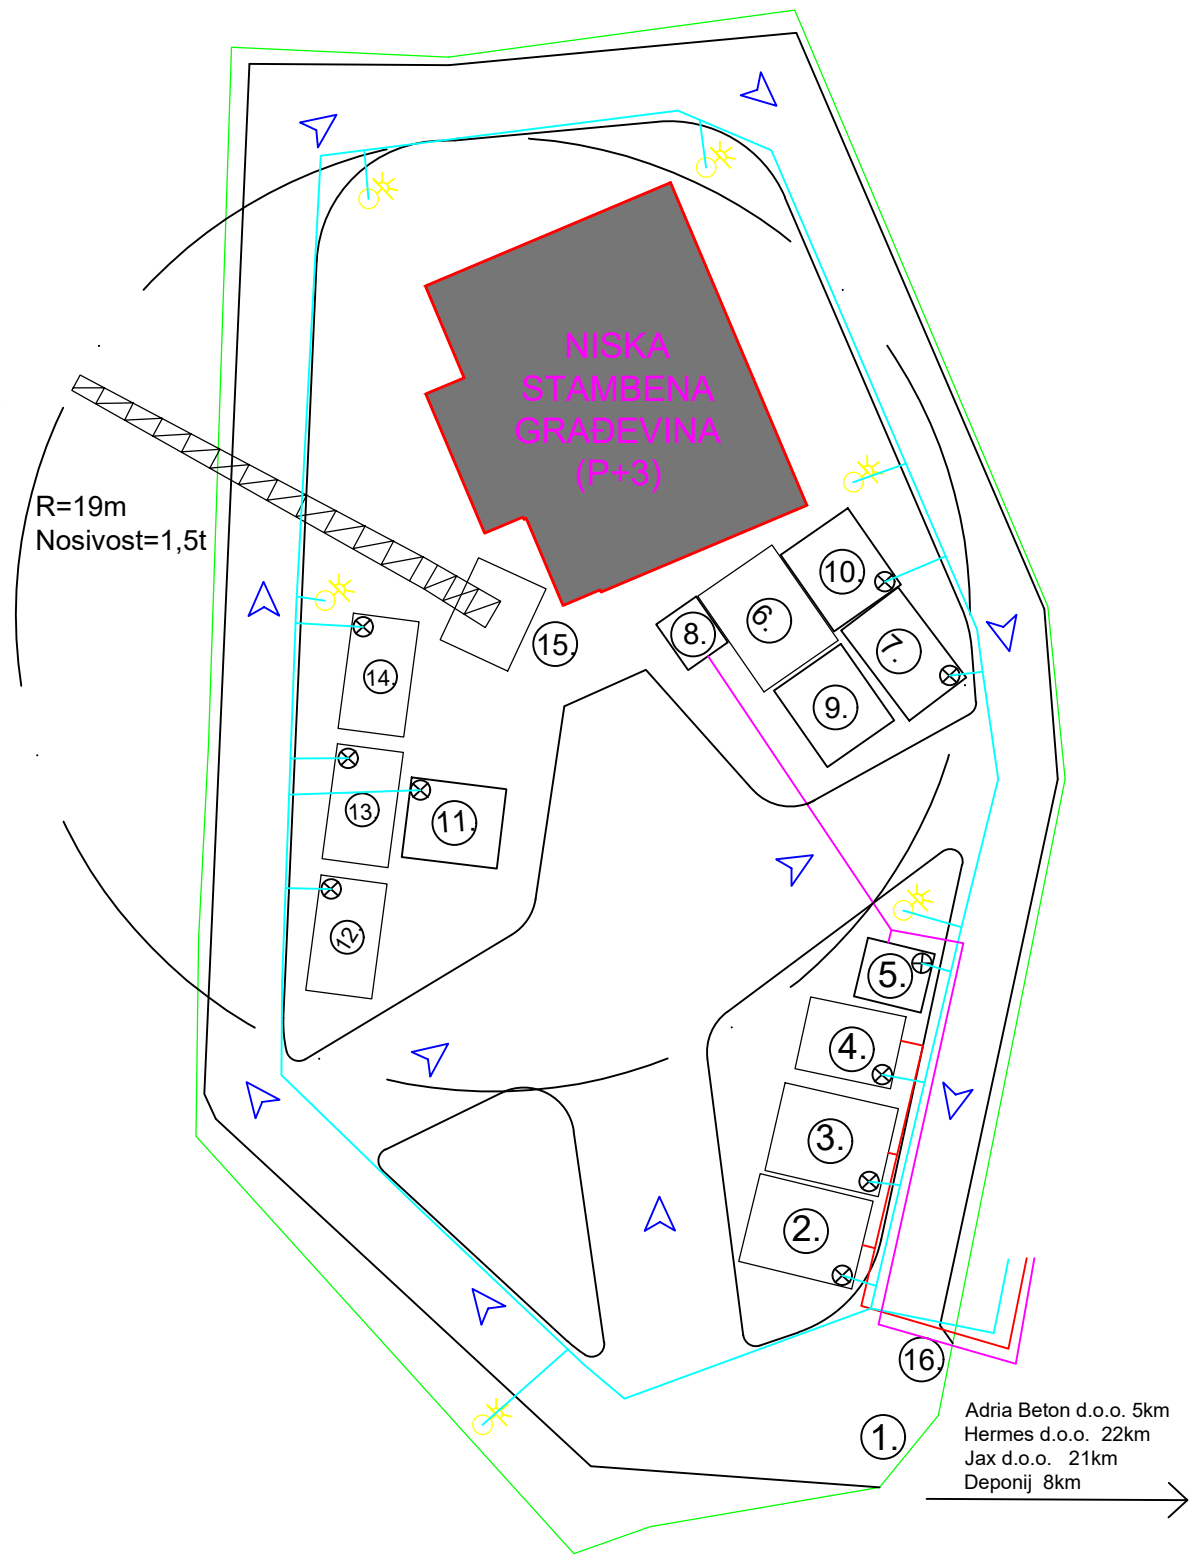 NISKA
STAMBENA
GRAĐEVINA
(P+3)
R=19m
Nosivost=1,5t
10.
6.
8.
7.
15.
14.
9.
13.
11.
12.
5.
4.
3.
2.
16.
1.
Adria Beton d.o.o. 5km
Hermes d.o.o. 22km
Jax d.o.o. 21km
Deponij 8km